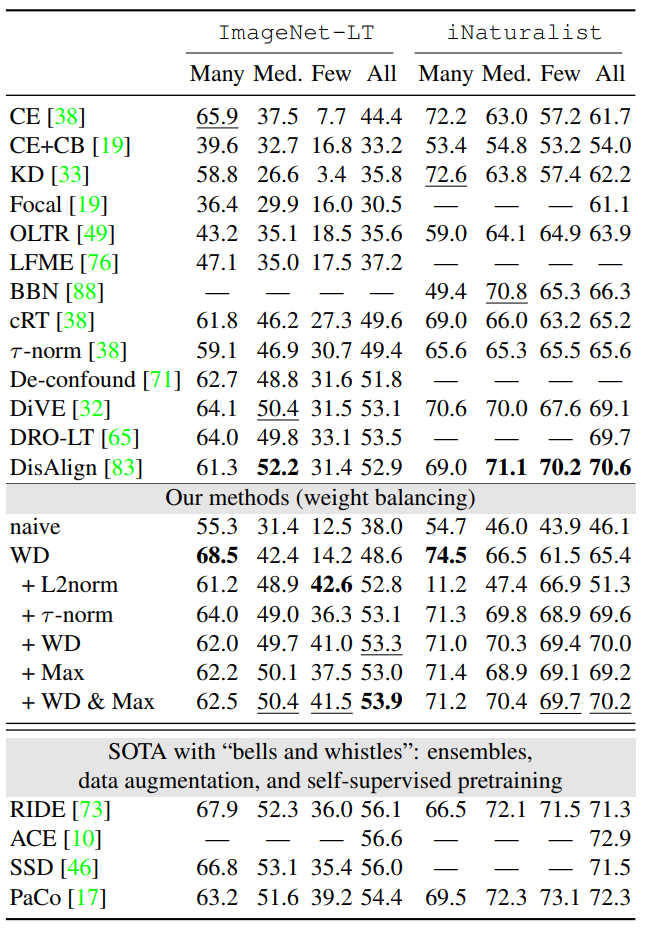 ImageNet-LT iNaturalist
Many Med. Few All Many Med. Few All
CE [38] 65.9 37.5 7.7 44.4 72.2 63.0 57.2 61.7
CE+CB [19] 39.6 32.7 16.8 33.2 53.4 54.8 53.2 54.0
KD [33] 58.8 26.6 3.4 35.8 72.6 63.8 57.4 62.2
Focal [19] 36.4 29.9 16.0 30.5 — — — 61.1
OLTR [49] 43.2 35.1 18.5 35.6 59.0 64.1 64.9 63.9
LFME [76] 47.1 35.0 17.5 37.2 — — — —
BBN [88] — — — — 49.4 70.8 65.3 66.3
cRT [38] 61.8 46.2 27.3 49.6 69.0 66.0 63.2 65.2
τ-norm [38] 59.1 46.9 30.7 49.4 65.6 65.3 65.5 65.6
De-confound [71] 62.7 48.8 31.6 51.8 — — — —
DiVE [32] 64.1 50.4 31.5 53.1 70.6 70.0 67.6 69.1
DRO-LT [65] 64.0 49.8 33.1 53.5 — — — 69.7
DisAlign [83] 61.3 52.2 31.4 52.9 69.0 71.1 70.2 70.6
Our methods (weight balancing)
naive 55.3 31.4 12.5 38.0 54.7 46.0 43.9 46.1
WD 68.5 42.4 14.2 48.6 74.5 66.5 61.5 65.4
+ L2norm 61.2 48.9 42.6 52.8 11.2 47.4 66.9 51.3
+ τ-norm 64.0 49.0 36.3 53.1 71.3 69.8 68.9 69.6
+ WD 62.0 49.7 41.0 53.3 71.0 70.3 69.4 70.0
+ Max 62.2 50.1 37.5 53.0 71.4 68.9 69.1 69.2
+ WD & Max 62.5 50.4 41.5 53.9 71.2 70.4 69.7 70.2
SOTA with “bells and whistles”: ensembles,
data augmentation, and self-supervised pretraining
RIDE [73] 67.9 52.3 36.0 56.1 66.5 72.1 71.5 71.3
ACE [10] — — — 56.6 — — — 72.9
SSD [46] 66.8 53.1 35.4 56.0 — — — 71.5
PaCo [17] 63.2 51.6 39.2 54.4 69.5 72.3 73.1 72.3